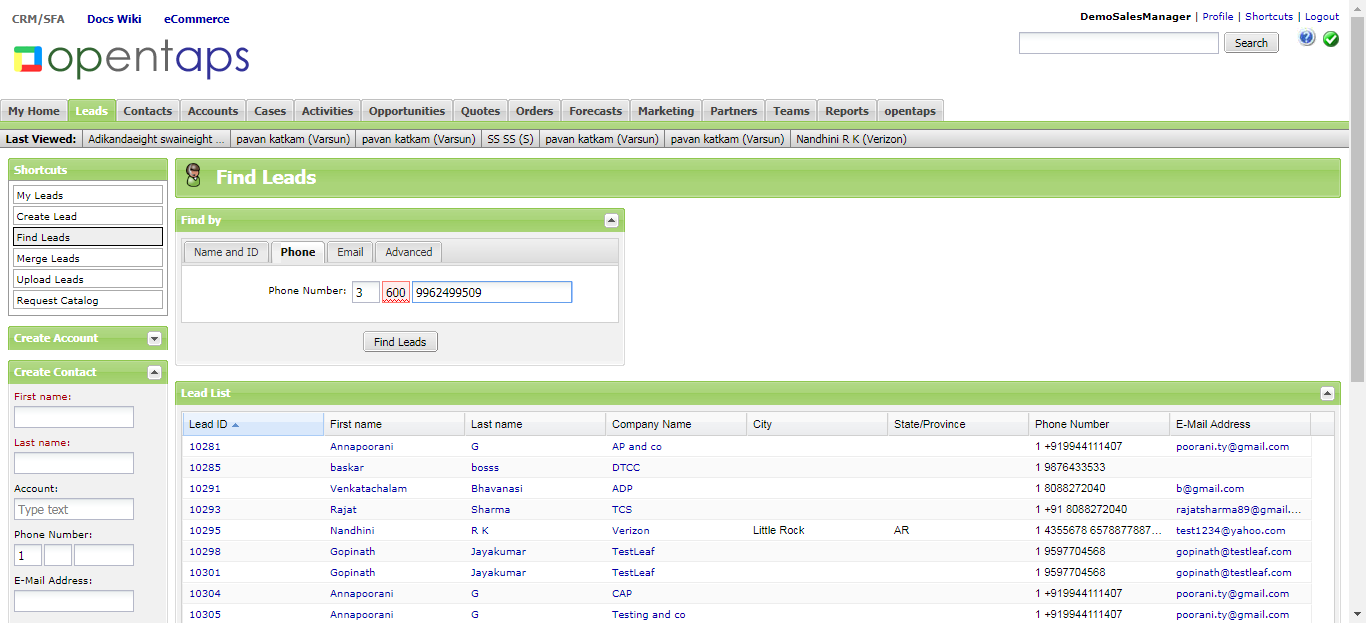 CRM/SFA Docs Wiki eCommerce
DemoSalesManager | Profile | Shortcuts | Logout
opentaps
Search
My Home Leads Contacts Accounts Cases Activities Opportunities Quotes Orders Forecasts Marketing Partners Teams Reports opentaps
Last Viewed: Adikandaeight swaineight ... pavan katkam (Varsun) pavan katkam (Varsun) SS SS (S) pavan katkam (Varsun) pavan katkam (Varsun) Nandhini R K (Verizon)
Shortcuts
My Leads
Create Lead
Find Leads
Merge Leads
Upload Leads
Request Catalog
Create Account
Create Contact
First name:
Last name:
Account:
Type text
Phone Number:
1
E-Mail Address:
Find Leads
Find by
Name and ID Phone Email Advanced
Phone Number: 3 600 9962499509
Find Leads
Lead List
Lead ID First name Last name Company Name City State/Province Phone Number E-Mail Address
10281 Annapoorani G AP and co 1 +919944111407 poorani.ty@gmail.com
10285 baskar bosss DTCC 1 9876433533
10291 Venkatachalam Bhavanasi ADP 1 8088272040 b@gmail.com
10293 Rajat Sharma TCS 1 +91 8088272040 rajatsharma89@gmail....
10295 Nandhini R K Verizon Little Rock AR 1 4355678 6578877887... test1234@yahoo.com
10298 Gopinath Jayakumar TestLeaf 1 9597704568 gopinath@testleaf.com
10301 Gopinath Jayakumar TestLeaf 1 9597704568 gopinath@testleaf.com
10304 Annapoorani G CAP 1 +919944111407 poorani.ty@gmail.com
10305 Annapoorani G Testing and co 1 +919944111407 poorani.ty@gmail.com